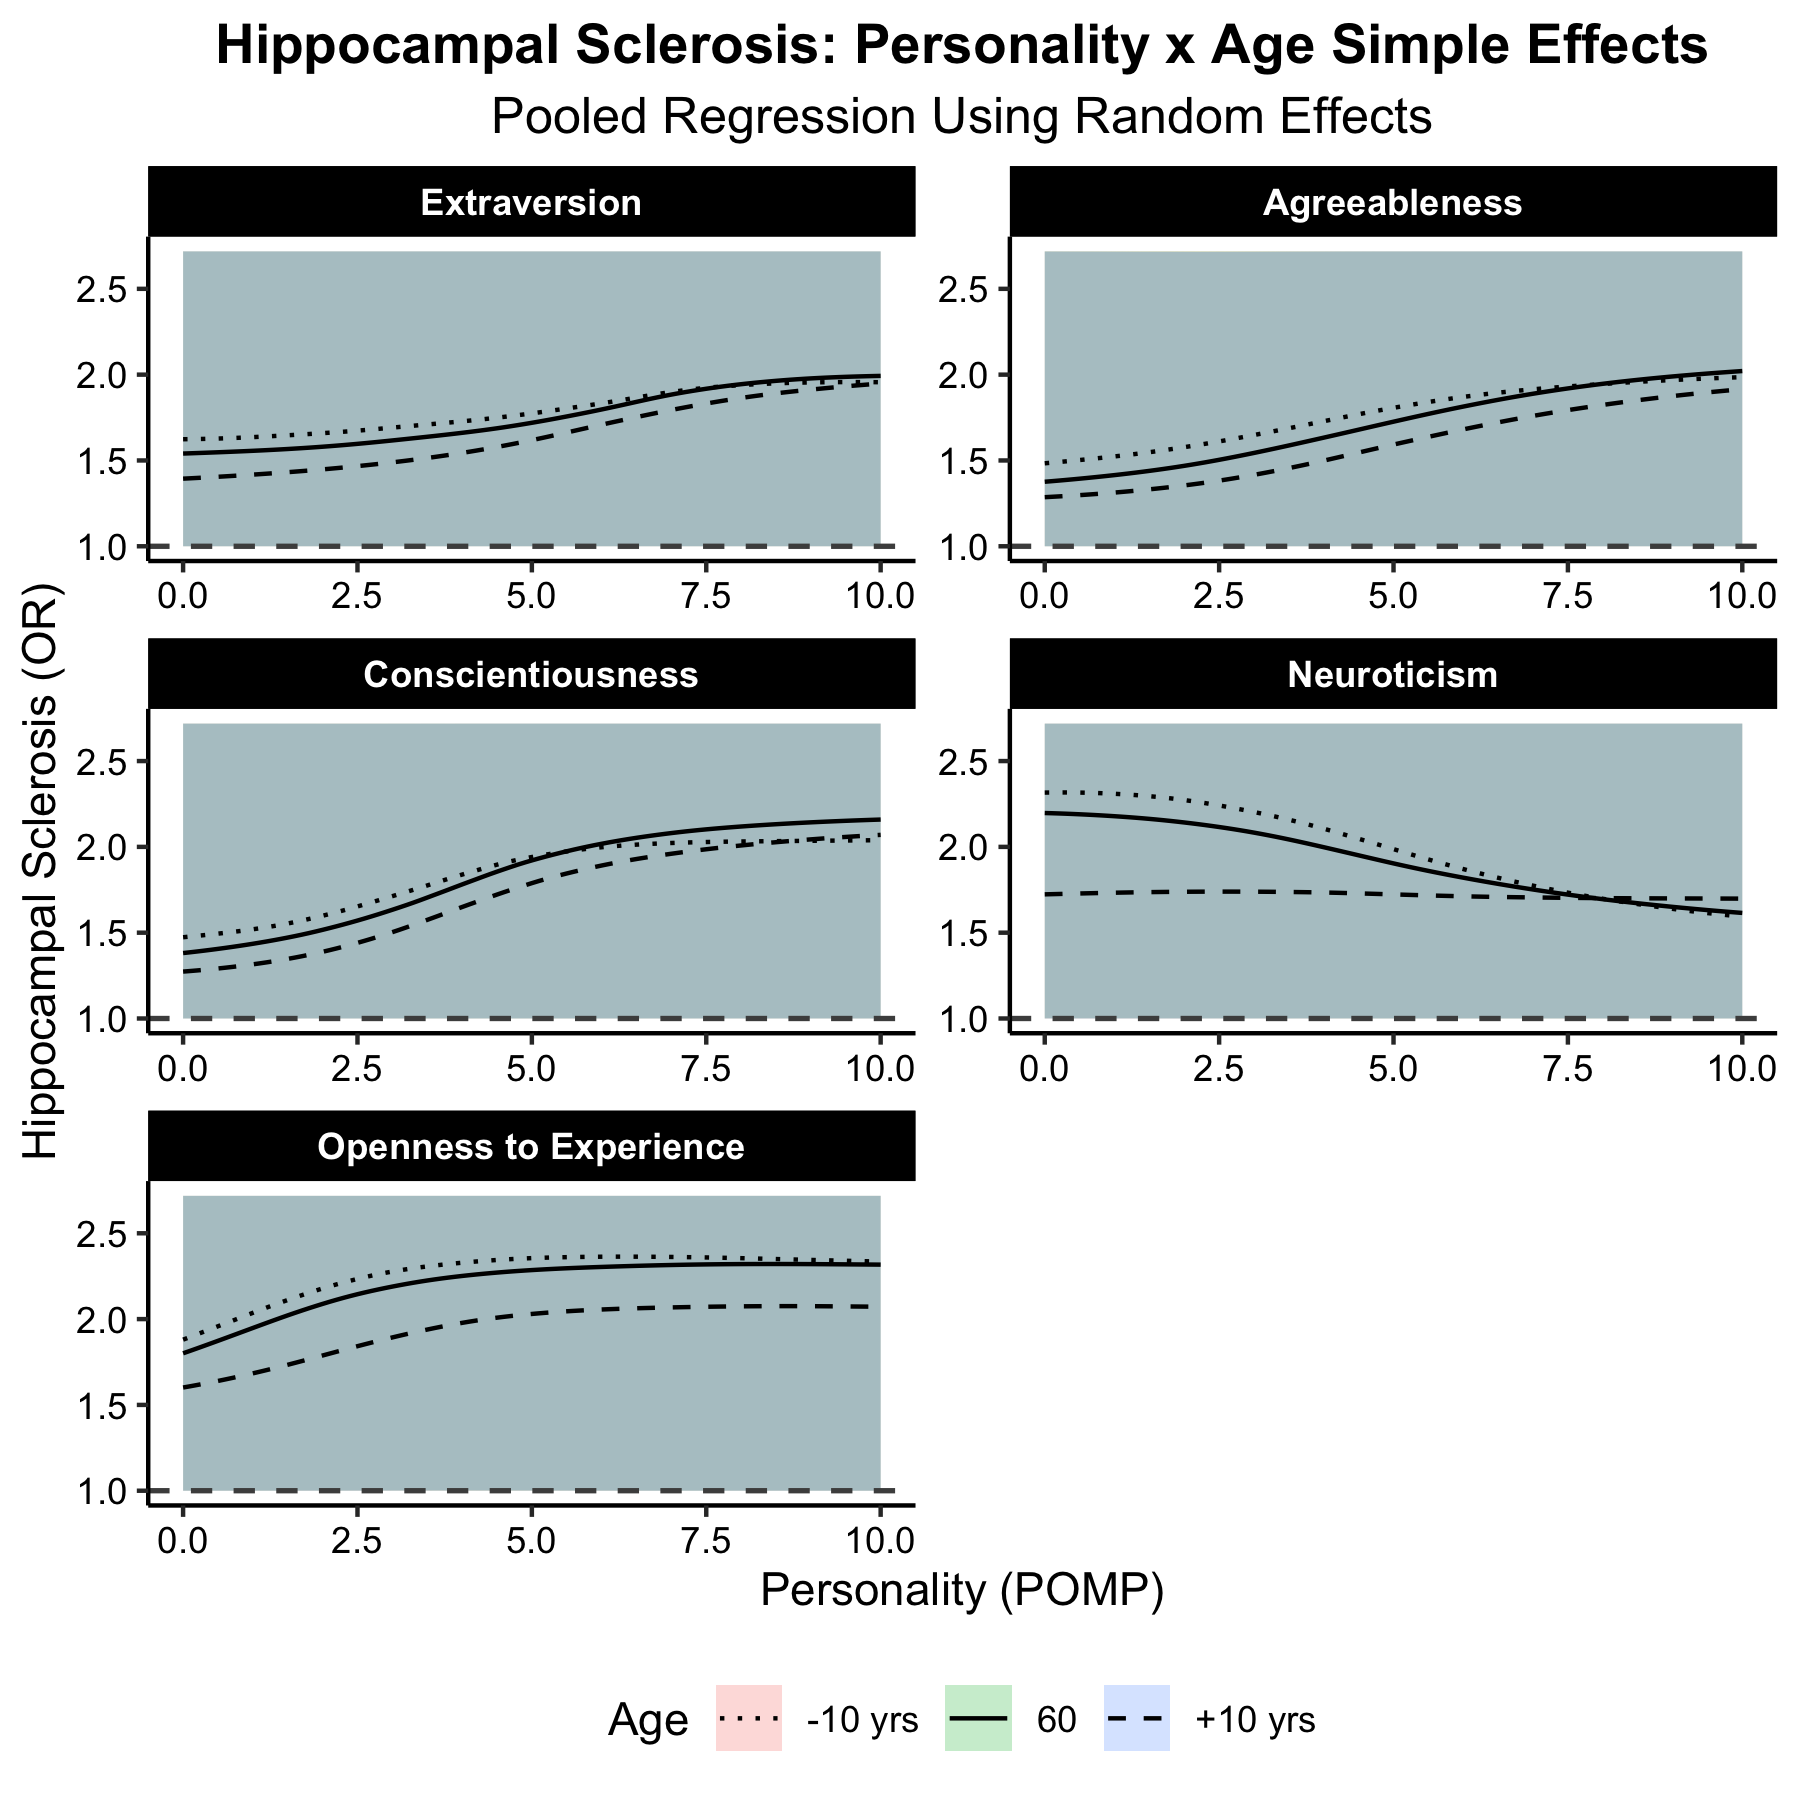 Hippocampal Sclerosis: Personality x Age Simple Effects
Pooled Regression Using Random Effects
Hippocampal Sclerosis (OR)
Extraversion
2.5
2.0
1.5
1.0
0.0 2.5 5.0 7.5 10.0
Agreeableness
2.5
2.0
1.5
1.0
0.0 2.5 5.0 7.5 10.0
Conscientiousness
2.5
2.0
1.5
1.0
0.0 2.5 5.0 7.5 10.0
Neuroticism
2.5
2.0
1.5
1.0
0.0 2.5 5.0 7.5 10.0
Openness to Experience
2.5
2.0
1.5
1.0
0.0 2.5 5.0 7.5 10.0
Personality (POMP)
Age -10 yrs 60 +10 yrs